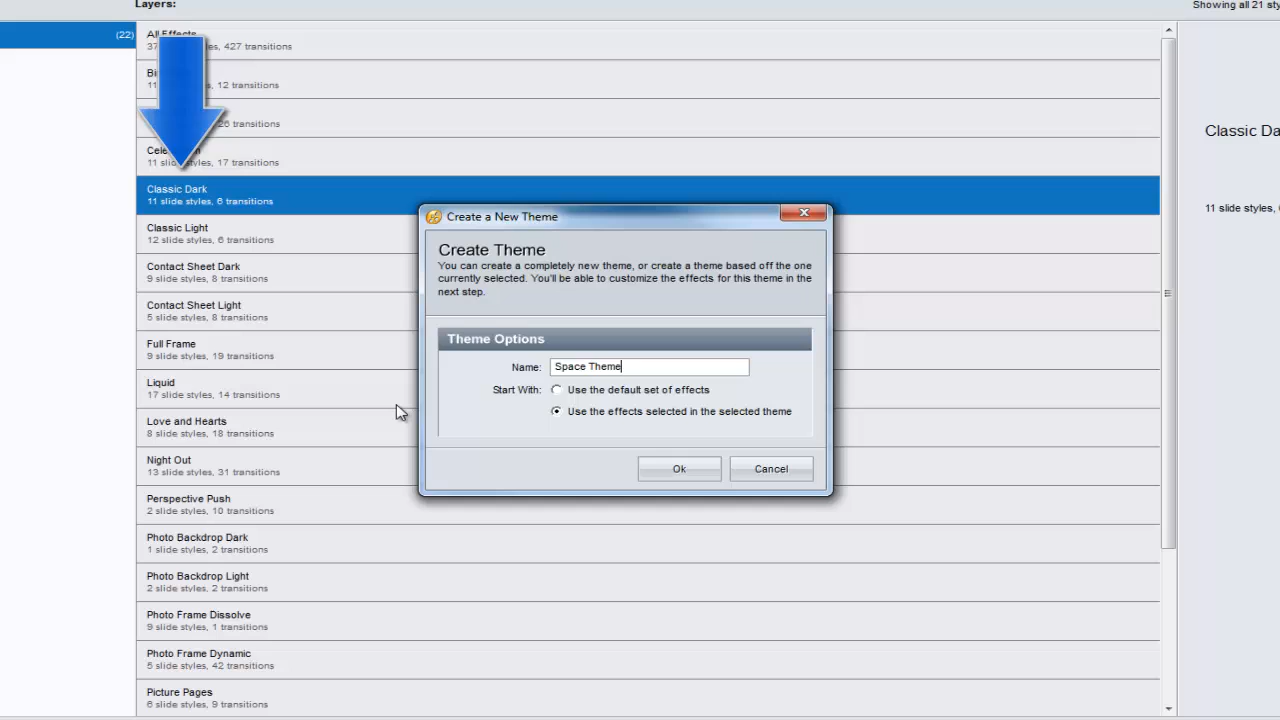 Layers:
Showing all 21 sty
(22)
All Effects
les, 427 transitions
Bi
11
s, 12 transitions
26 transitions
Cele
11 slide styles, 17 transitions
Classic Dark
11 slide styles, 6 transitions
Classic Light
12 slide styles, 6 transitions
Contact Sheet Dark
9 slide styles, 8 transitions
Contact Sheet Light
5 slide styles, 8 transitions
Full Frame
9 slide styles, 19 transitions
Liquid
17 slide styles, 14 transitions
Love and Hearts
8 slide styles, 18 transitions
Night Out
13 slide styles, 31 transitions
Perspective Push
2 slide styles, 10 transitions
Photo Backdrop Dark
1 slide styles, 2 transitions
Photo Backdrop Light
2 slide styles, 2 transitions
Photo Frame Dissolve
9 slide styles, 1 transitions
Photo Frame Dynamic
5 slide styles, 42 transitions
Picture Pages
6 slide styles, 9 transitions
Create a New Theme
Create Theme
You can create a completely new theme, or create a theme based off the one
currently selected. You'll be able to customize the effects for this theme in the
next step.
Theme Options
Name: Space Theme
Start With: Use the default set of effects
Use the effects selected in the selected theme
Ok Cancel
Classic Da
11 slide styles,